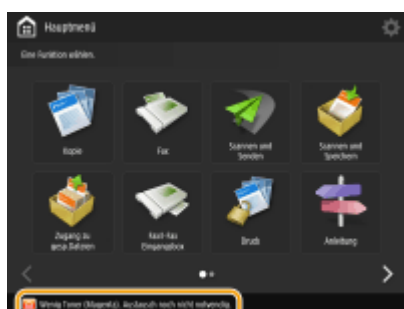 Hauptmenü
Eine Funktion wählen.
Kopie
Fax
Scannen und
Senden
Scannen und
Speichern
Zugang zu
gesp.Dateien
Fax/I-Fax
Eingangsbox
Druck
Anleitung
Wenig Toner (Magenta). Austausch noch nicht notwendig.